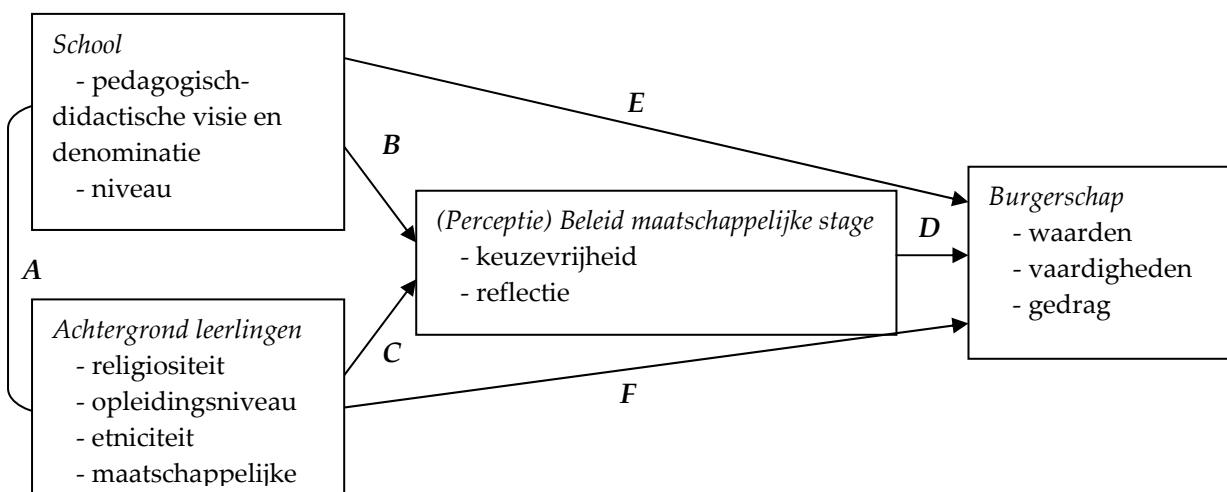 School
- pedagogisch-
didactische visie en
denominatie
- niveau
A
B
E
(Perceptie) Beleid maatschappelijke stage
- keuzevrijheid
- reflectie
D
Burgerschap
- waarden
- vaardigheden
- gedrag
Achtergrond leerlingen
- religiositeit
- opleidingsniveau
- etniciteit
- maatschappelijke
C
F